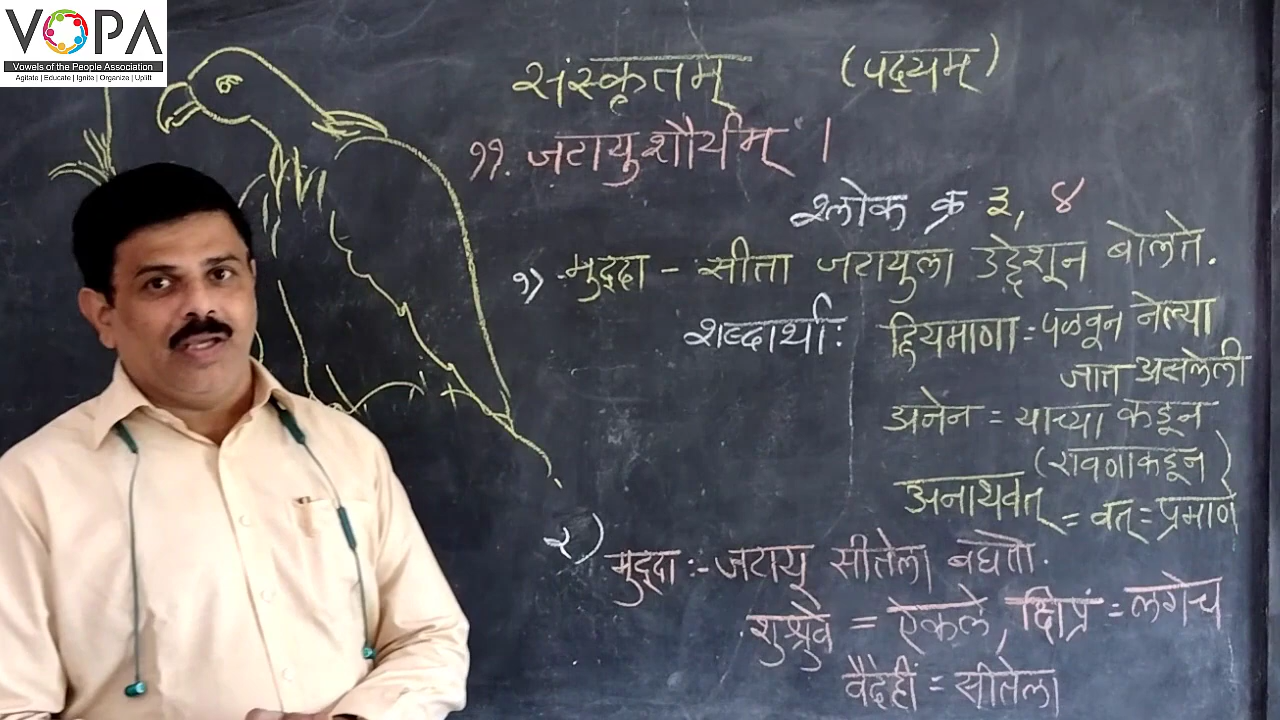 VOPA
Vowels of the People Association
Agitate | Educate | Ignite | Organize | Uplift
संस्कृतम् (पद्यम्)
११. जटायुशौर्यम् ।
श्लोक क्र ३, ४
१) मुद्दा - सीता जटायुला उद्देशून बोलते.
शब्दार्थाः ह्रियमाणा = पळवून नेल्या
जात असलेली
अनेन = याच्या कडून
(रावणाकडून)
अनाथवत् = वत् = प्रमाणे
२) मुद्दा :- जटायू सीतेला बघतो.
शुश्रुवे = ऐकले, क्षिप्रं = लगेच
वैदेहीं = सीतेला